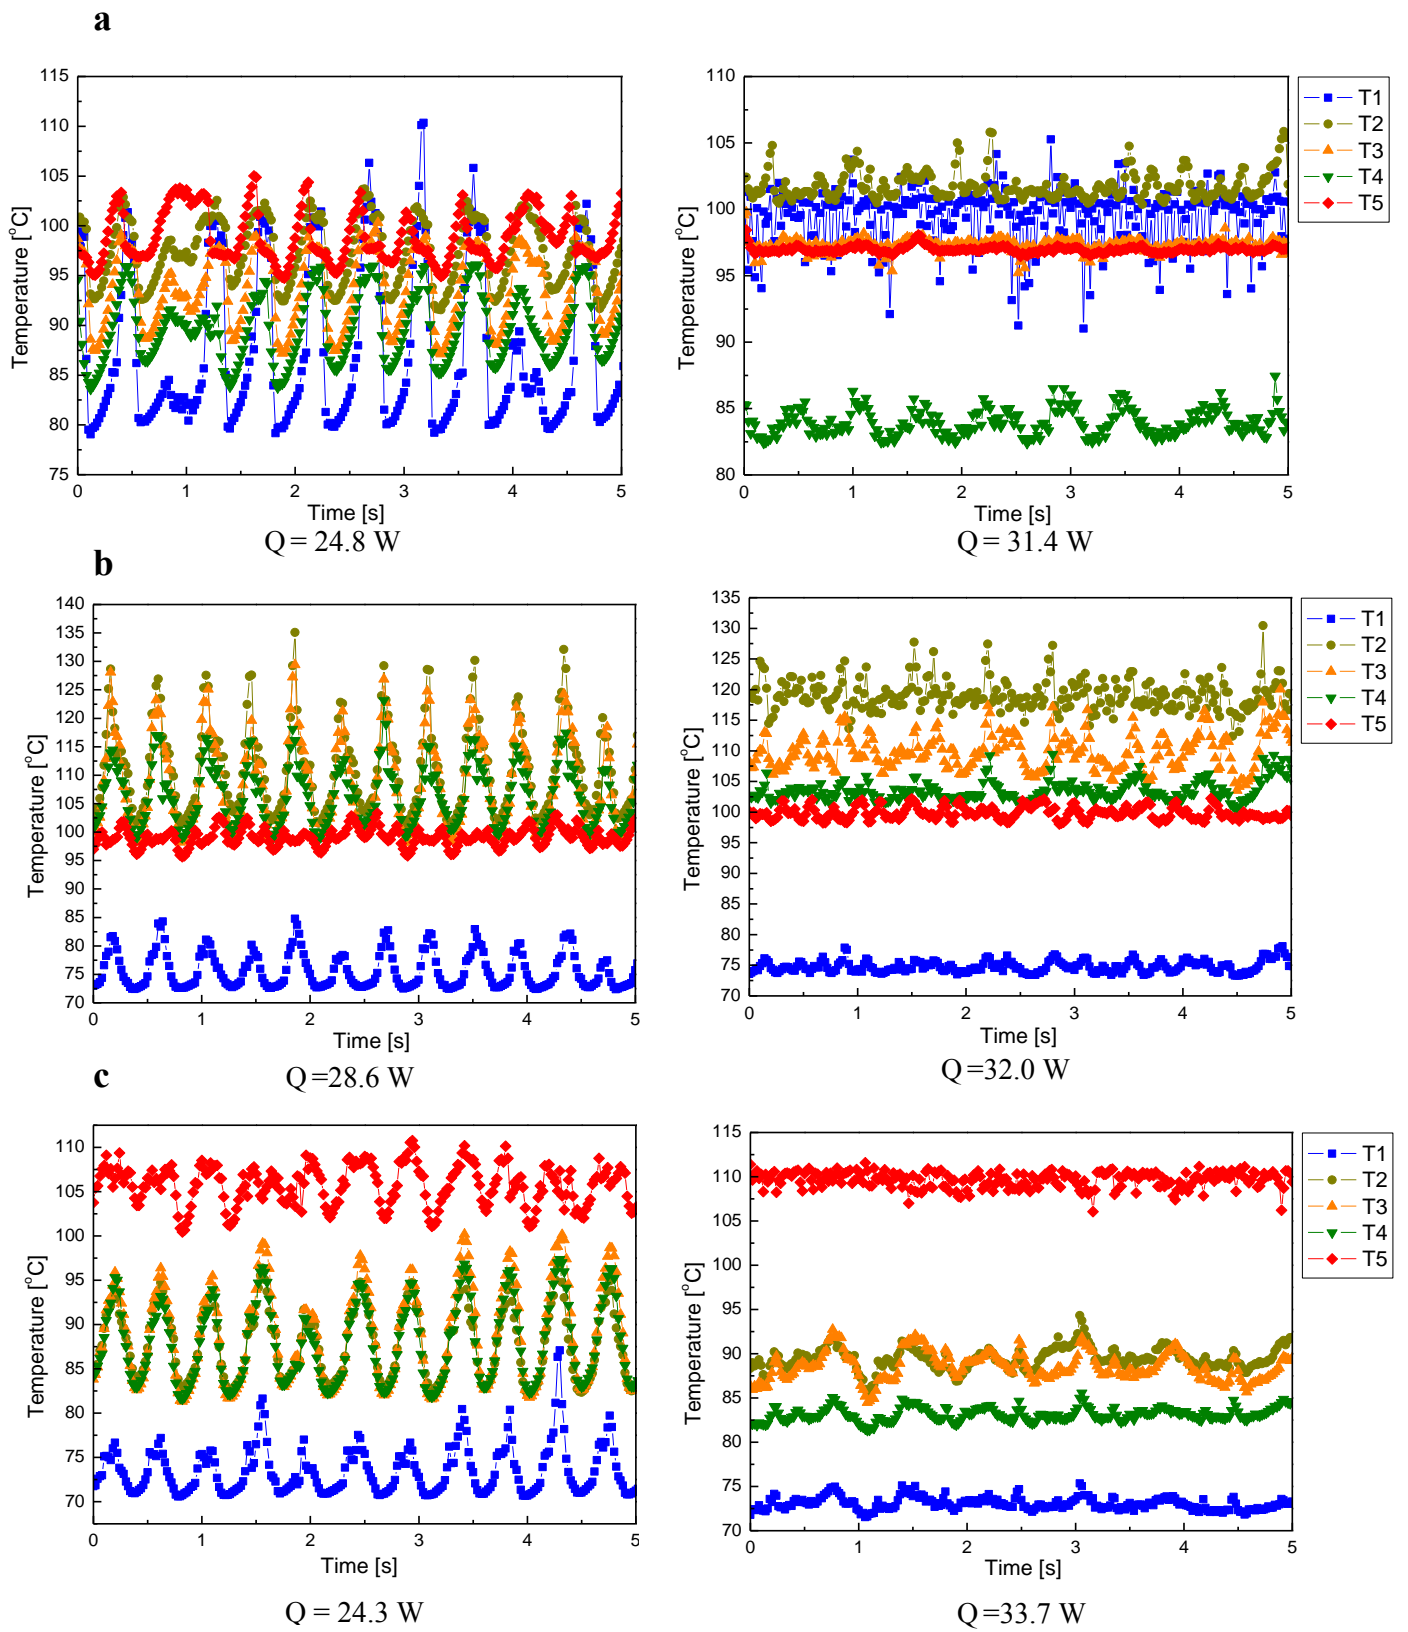 a
115
110
105
100
95
90
85
80
75
Temperature [°C]
0 1 2 3 4 5
Time [s]
Q = 24.8 W
110
105
100
95
90
85
80
Temperature [°C]
0 1 2 3 4 5
Time [s]
Q = 31.4 W
T1
T2
T3
T4
T5
b
140
135
130
125
120
115
110
105
100
95
90
85
80
75
70
Temperature [°C]
0 1 2 3 4 5
Time [s]
Q =28.6 W
135
130
125
120
115
110
105
100
95
90
85
80
75
70
Temperature [°C]
0 1 2 3 4 5
Time [s]
Q =32.0 W
T1
T2
T3
T4
T5
c
110
105
100
95
90
85
80
75
70
Temperature [°C]
0 1 2 3 4 5
Time [s]
Q = 24.3 W
115
110
105
100
95
90
85
80
75
70
Temperature [°C]
0 1 2 3 4 5
Time [s]
Q =33.7 W
T1
T2
T3
T4
T5